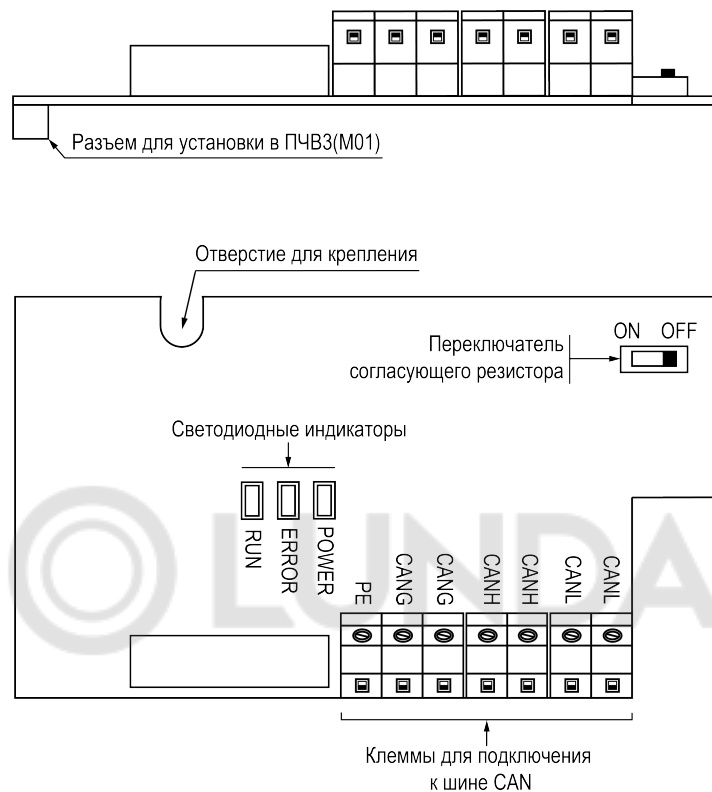 Разъем для установки в ПЧВ3(М01)
Отверстие для крепления
ON OFF
Переключатель
согласующего резистора
Светодиодные индикаторы
RUN
ERROR
POWER
PE
CANG
CANG
CANH
CANH
CANL
CANL
LUNDA
Клеммы для подключения
к шине CAN